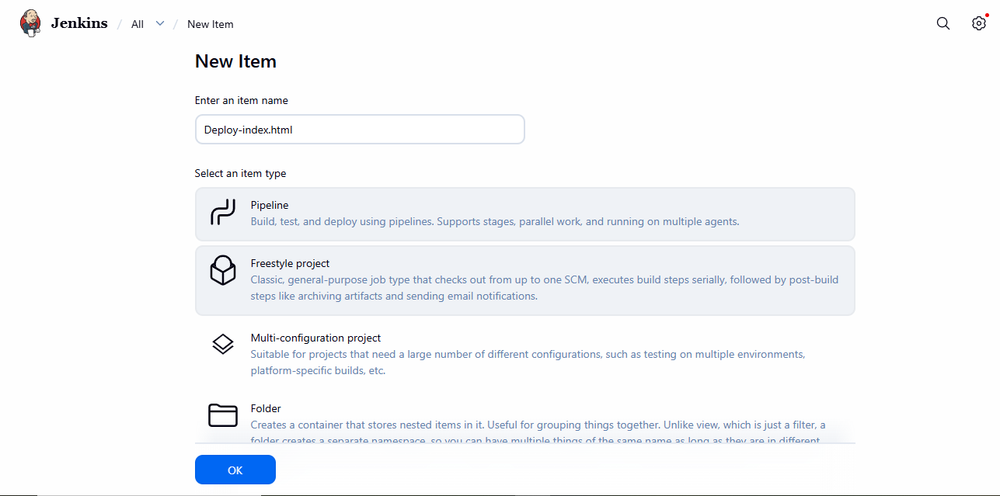 Jenkins / All / New Item
New Item
Enter an item name
Deploy-index.html
Select an item type
Pipeline
Build, test, and deploy using pipelines. Supports stages, parallel work, and running on multiple agents.
Freestyle project
Classic, general-purpose job type that checks out from up to one SCM, executes build steps serially, followed by post-build
steps like archiving artifacts and sending email notifications.
Multi-configuration project
Suitable for projects that need a large number of different configurations, such as testing on multiple environments,
platform-specific builds, etc.
Folder
Creates a container that stores nested items in it. Useful for grouping things together. Unlike view, which is just a filter, a
folder creates a separate namespace, so you can have multiple things of the same name as long as they are in different
OK